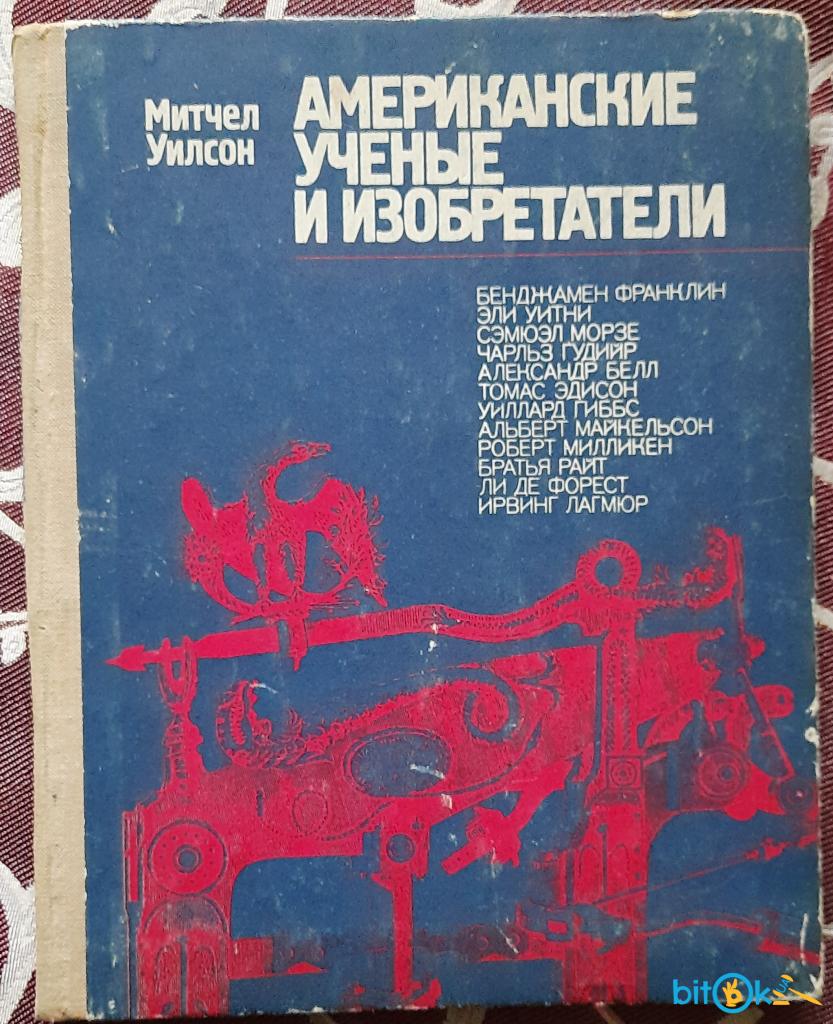 Митчел
Уилсон
АМЕРИКАНСКИЕ
УЧЕНЫЕ
И ИЗОБРЕТАТЕЛИ
БЕНДЖАМЕН ФРАНКЛИН
ЭЛИ УИТНИ
СЭМЮЭЛ МОРЗЕ
ЧАРЛЬЗ ГУДИЙР
АЛЕКСАНДР БЕЛЛ
ТОМАС ЭДИСОН
УИЛЛАРД ГИББС
АЛЬБЕРТ МАЙКЕЛЬСОН
РОБЕРТ МИЛЛИКЕН
БРАТЬЯ РАЙТ
ЛИ ДЕ ФОРЕСТ
ИРВИНГ ЛАГМЮР
bitOk